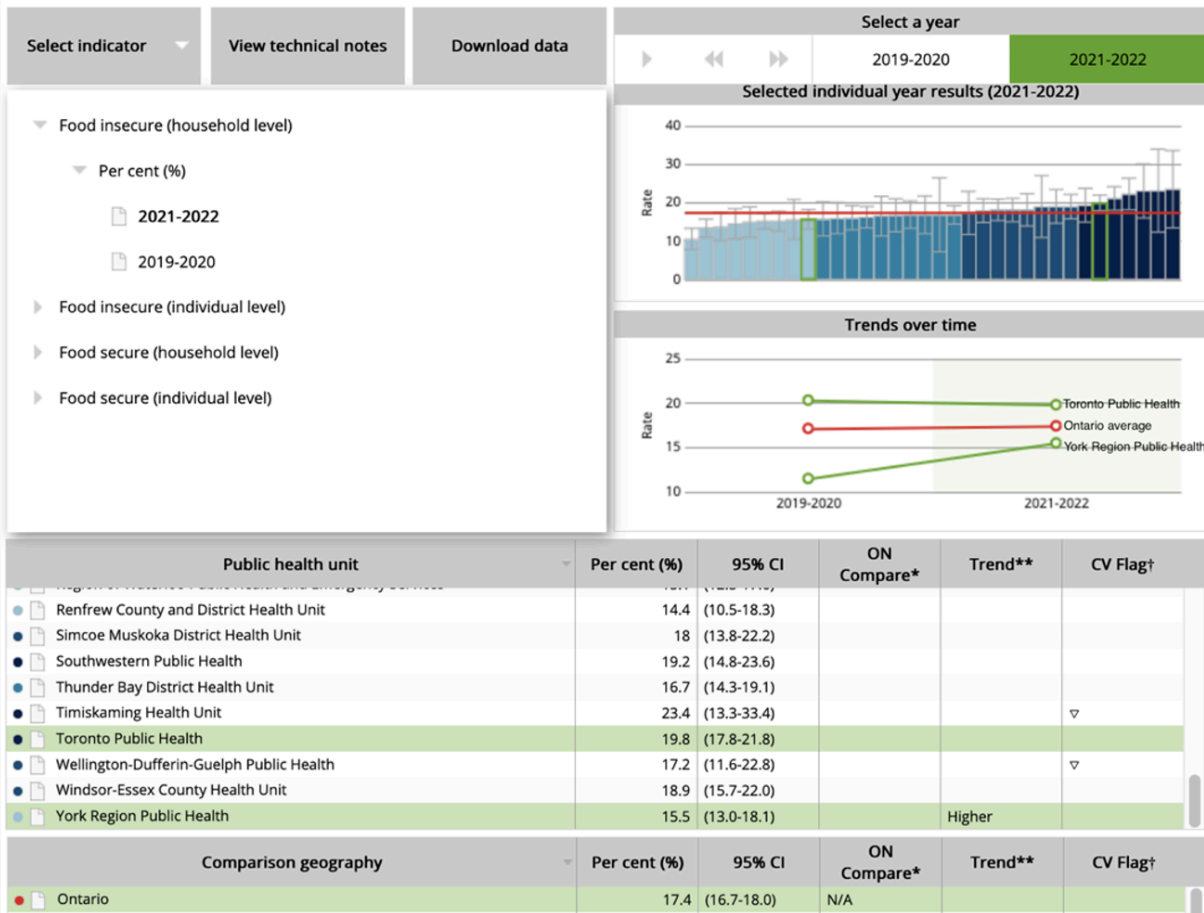 Select indicator
View technical notes
Download data
Select a year
2019-2020
2021-2022
Food insecure (household level)
Per cent (%)
2021-2022
2019-2020
Food insecure (individual level)
Food secure (household level)
Food secure (individual level)
Selected individual year results (2021-2022)
40
30
20
10
0
Rate
Trends over time
25
20
15
10
Rate
Toronto Public Health
Ontario average
York Region Public Health
2019-2020 2021-2022
Public health unit Per cent (%) 95% CI ON Compare* Trend** CV Flag†
Renfrew County and District Health Unit 14.4 (10.5-18.3)
Simcoe Muskoka District Health Unit 18 (13.8-22.2)
Southwestern Public Health 19.2 (14.8-23.6)
Thunder Bay District Health Unit 16.7 (14.3-19.1)
Timiskaming Health Unit 23.4 (13.3-33.4) ▽
Toronto Public Health 19.8 (17.8-21.8)
Wellington-Dufferin-Guelph Public Health 17.2 (11.6-22.8) ▽
Windsor-Essex County Health Unit 18.9 (15.7-22.0)
York Region Public Health 15.5 (13.0-18.1) Higher
Comparison geography Per cent (%) 95% CI ON Compare* Trend** CV Flag†
Ontario 17.4 (16.7-18.0) N/A